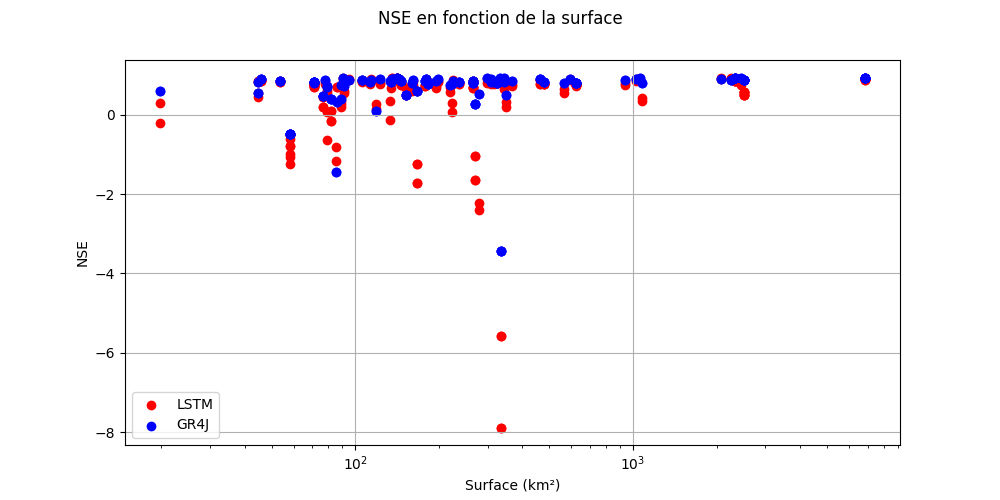 NSE en fonction de la surface
NSE
0
−2
−4
−6
−8
LSTM
GR4J
10²
10³
Surface (km²)